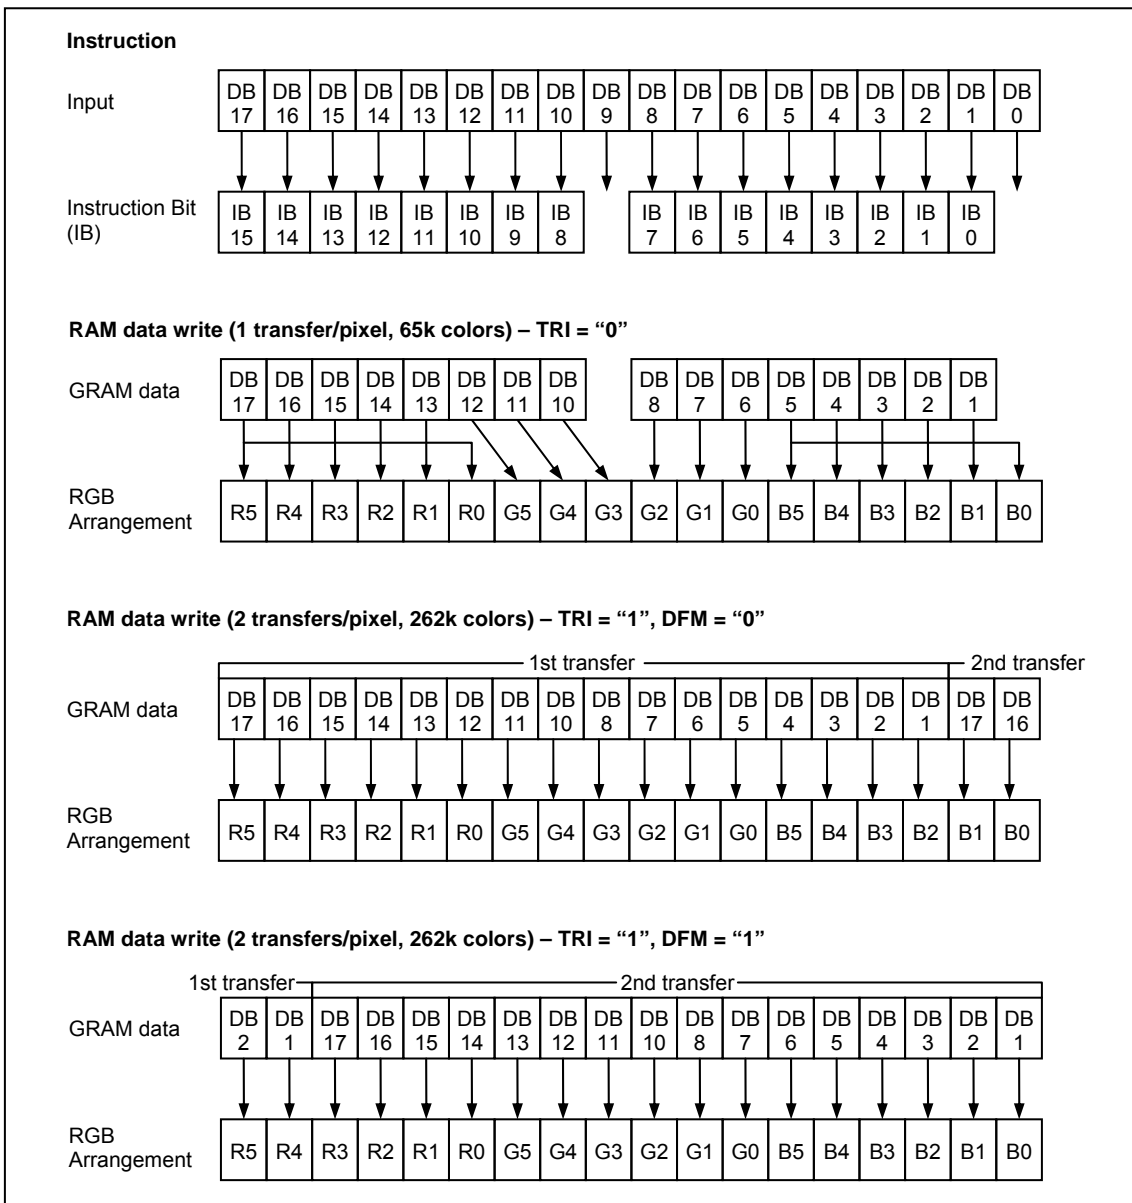 Instruction
Input DB 17 DB 16 DB 15 DB 14 DB 13 DB 12 DB 11 DB 10 DB 9 DB 8 DB 7 DB 6 DB 5 DB 4 DB 3 DB 2 DB 1 DB 0
Instruction Bit (IB) IB 15 IB 14 IB 13 IB 12 IB 11 IB 10 IB 9 IB 8 IB 7 IB 6 IB 5 IB 4 IB 3 IB 2 IB 1 IB 0
RAM data write (1 transfer/pixel, 65k colors) – TRI = “0”
GRAM data DB 17 DB 16 DB 15 DB 14 DB 13 DB 12 DB 11 DB 10 DB 8 DB 7 DB 6 DB 5 DB 4 DB 3 DB 2 DB 1
RGB Arrangement R5 R4 R3 R2 R1 R0 G5 G4 G3 G2 G1 G0 B5 B4 B3 B2 B1 B0
RAM data write (2 transfers/pixel, 262k colors) – TRI = “1”, DFM = “0”
1st transfer 2nd transfer
GRAM data DB 17 DB 16 DB 15 DB 14 DB 13 DB 12 DB 11 DB 10 DB 8 DB 7 DB 6 DB 5 DB 4 DB 3 DB 2 DB 1 DB 17 DB 16
RGB Arrangement R5 R4 R3 R2 R1 R0 G5 G4 G3 G2 G1 G0 B5 B4 B3 B2 B1 B0
RAM data write (2 transfers/pixel, 262k colors) – TRI = “1”, DFM = “1”
1st transfer 2nd transfer
GRAM data DB 2 DB 1 DB 17 DB 16 DB 15 DB 14 DB 13 DB 12 DB 11 DB 10 DB 8 DB 7 DB 6 DB 5 DB 4 DB 3 DB 2 DB 1
RGB Arrangement R5 R4 R3 R2 R1 R0 G5 G4 G3 G2 G1 G0 B5 B4 B3 B2 B1 B0